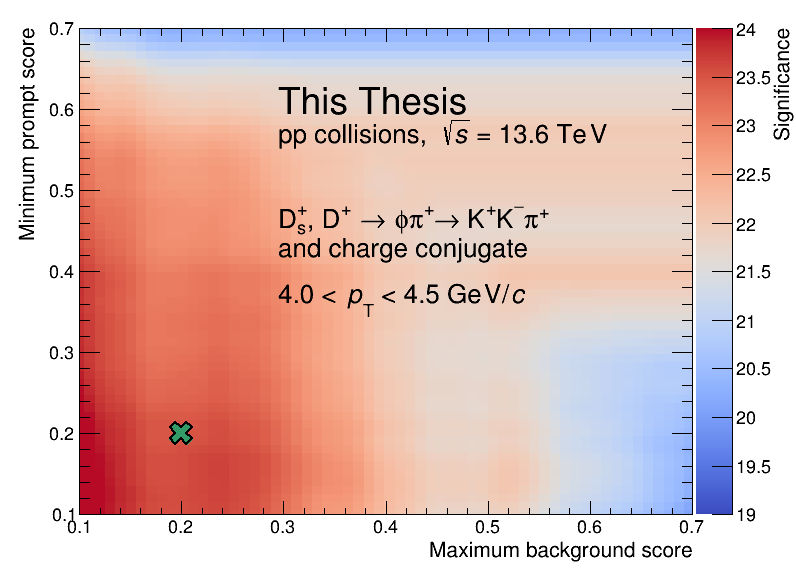 Minimum prompt score
0.7
0.6
0.5
0.4
0.3
0.2
0.1
This Thesis
pp collisions, √s = 13.6 TeV
D_s^+, D^+ → ϕπ^+→ K^+K^−π^+
and charge conjugate
4.0 < p_T < 4.5 GeV/c
0.1 0.2 0.3 0.4 0.5 0.6 0.7
Maximum background score
24
23.5
23
22.5
22
21.5
21
20.5
20
19.5
19
Significance